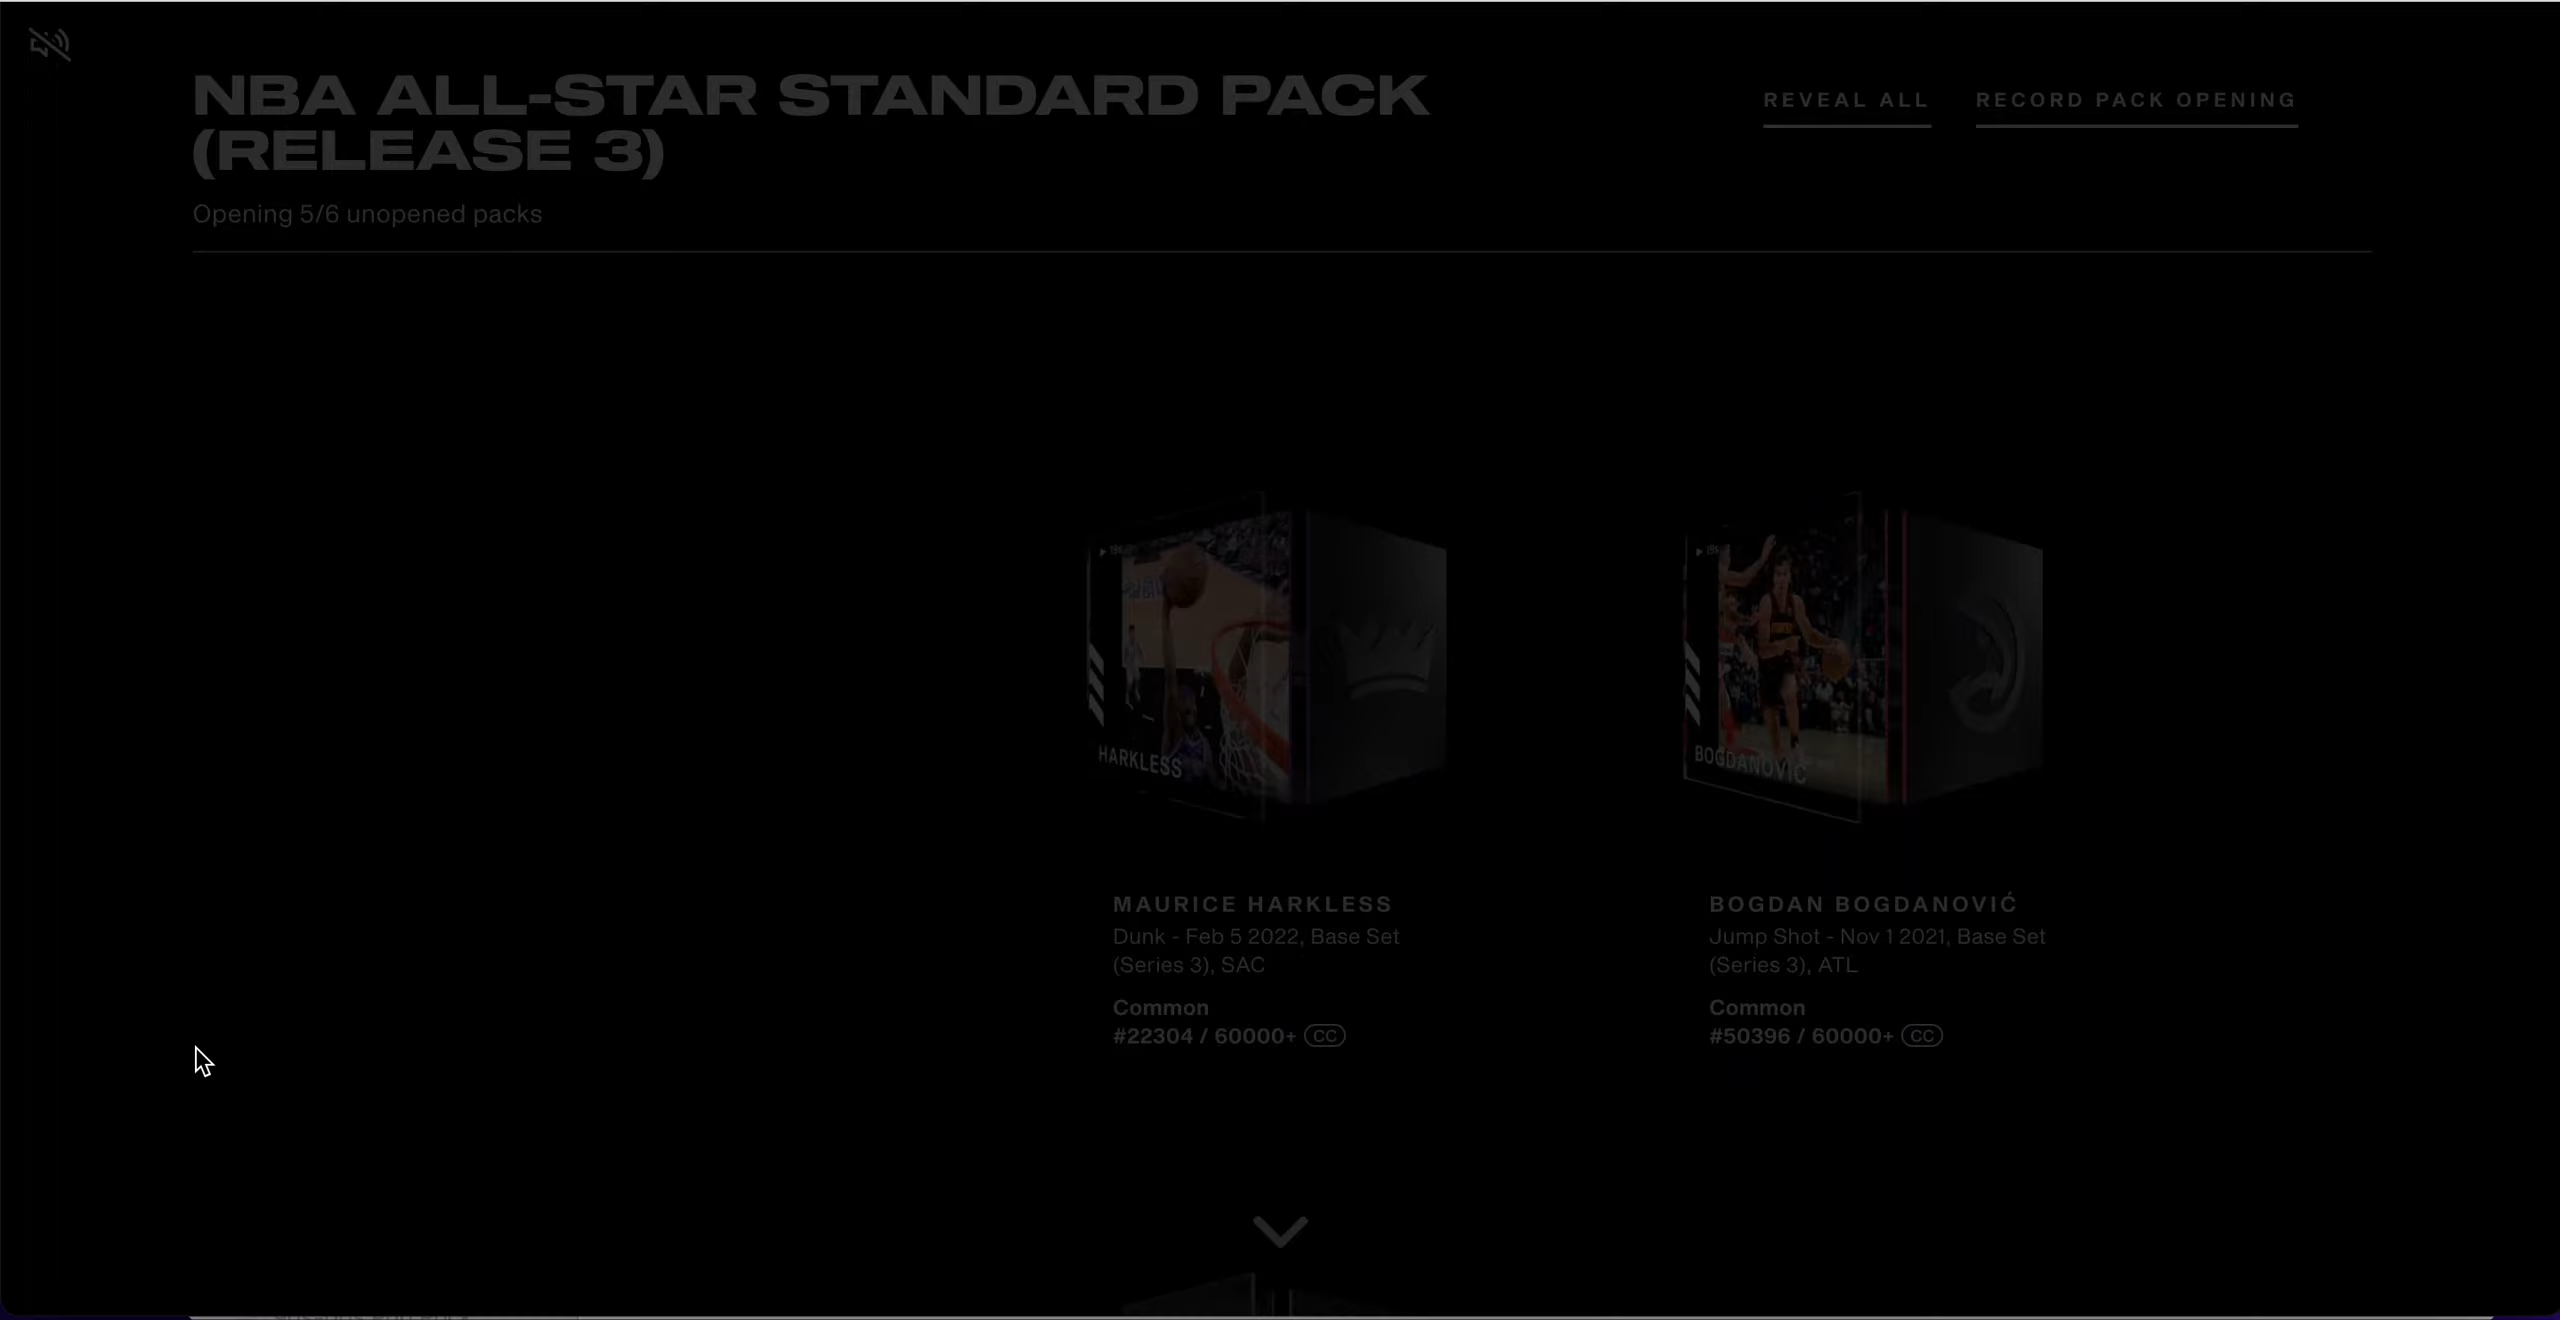 NBA ALL-STAR STANDARD PACK
(RELEASE 3)
REVEAL ALL
RECORD PACK OPENING
Opening 5/6 unopened packs
HARKLESS
BOGDANOVIĆ
MAURICE HARKLESS
Dunk - Feb 5 2022, Base Set
(Series 3), SAC
Common
#22304 / 60000+ CC
BOGDAN BOGDANOVIĆ
Jump Shot - Nov 1 2021, Base Set
(Series 3), ATL
Common
#50396 / 60000+ CC